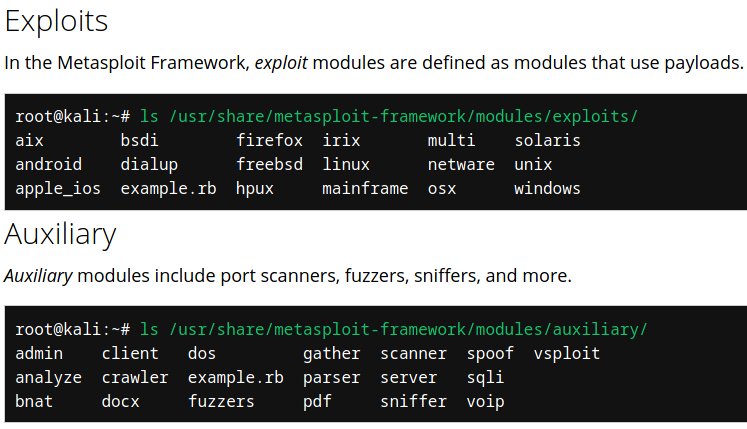 Exploits
In the Metasploit Framework, exploit modules are defined as modules that use payloads.
root@kali:~# ls /usr/share/metasploit-framework/modules/exploits/
aix bsdi firefox irix multi solaris
android dialup freebsd linux netware unix
apple_ios example.rb hpux mainframe osx windows
Auxiliary
Auxiliary modules include port scanners, fuzzers, sniffers, and more.
root@kali:~# ls /usr/share/metasploit-framework/modules/auxiliary/
admin client dos gather scanner spoof vsploit
analyze crawler example.rb parser server sqli
bnat docx fuzzers pdf sniffer voip